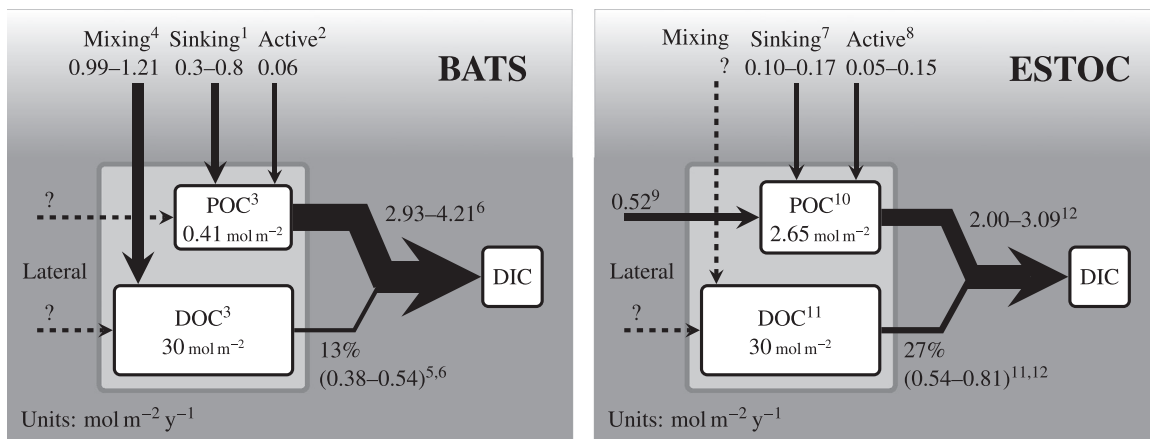 Mixing⁴ Sinking¹ Active²
0.99–1.21 0.3–0.8 0.06
BATS
?
POC³
0.41 mol m⁻²
2.93–4.21⁶
Lateral
DIC
?
DOC³
30 mol m⁻²
13%
(0.38–0.54)⁵,⁶
Units: mol m⁻² y⁻¹
Mixing Sinking⁷ Active⁸
? 0.10–0.17 0.05–0.15
ESTOC
0.52⁹
POC¹⁰
2.65 mol m⁻²
2.00–3.09¹²
Lateral
DIC
?
DOC¹¹
30 mol m⁻²
27%
(0.54–0.81)¹¹,¹²
Units: mol m⁻² y⁻¹